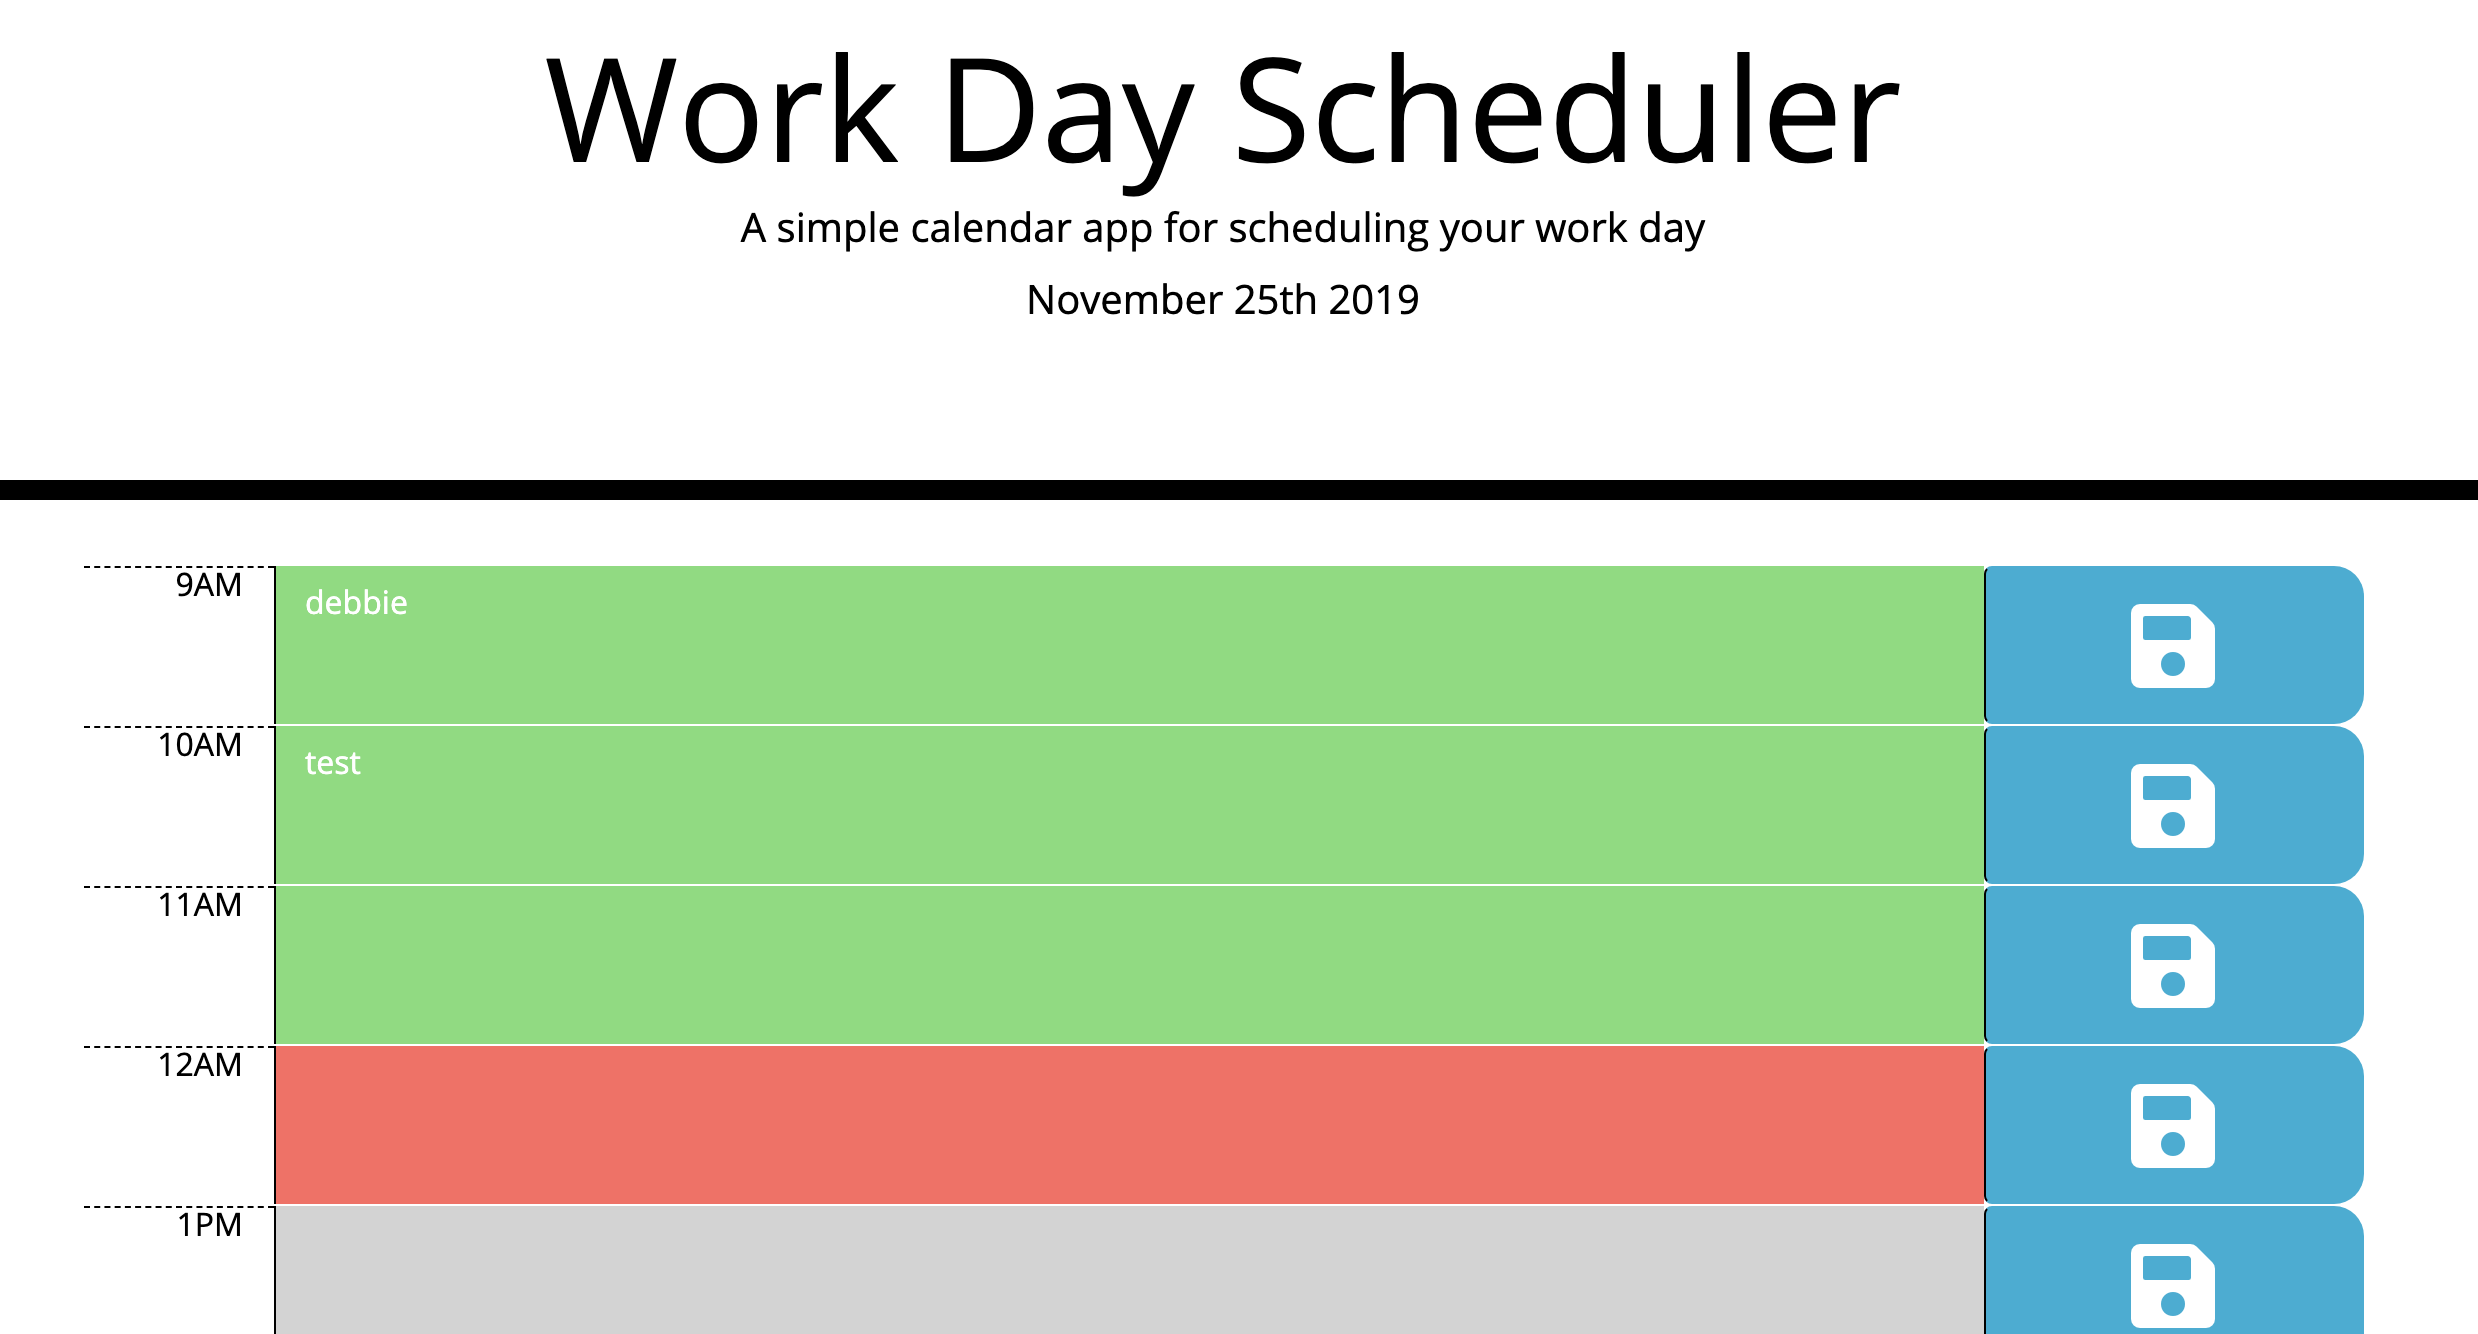 Work Day Scheduler
A simple calendar app for scheduling your work day
November 25th 2019
9AM
debbie
10AM
test
11AM
12AM
1PM